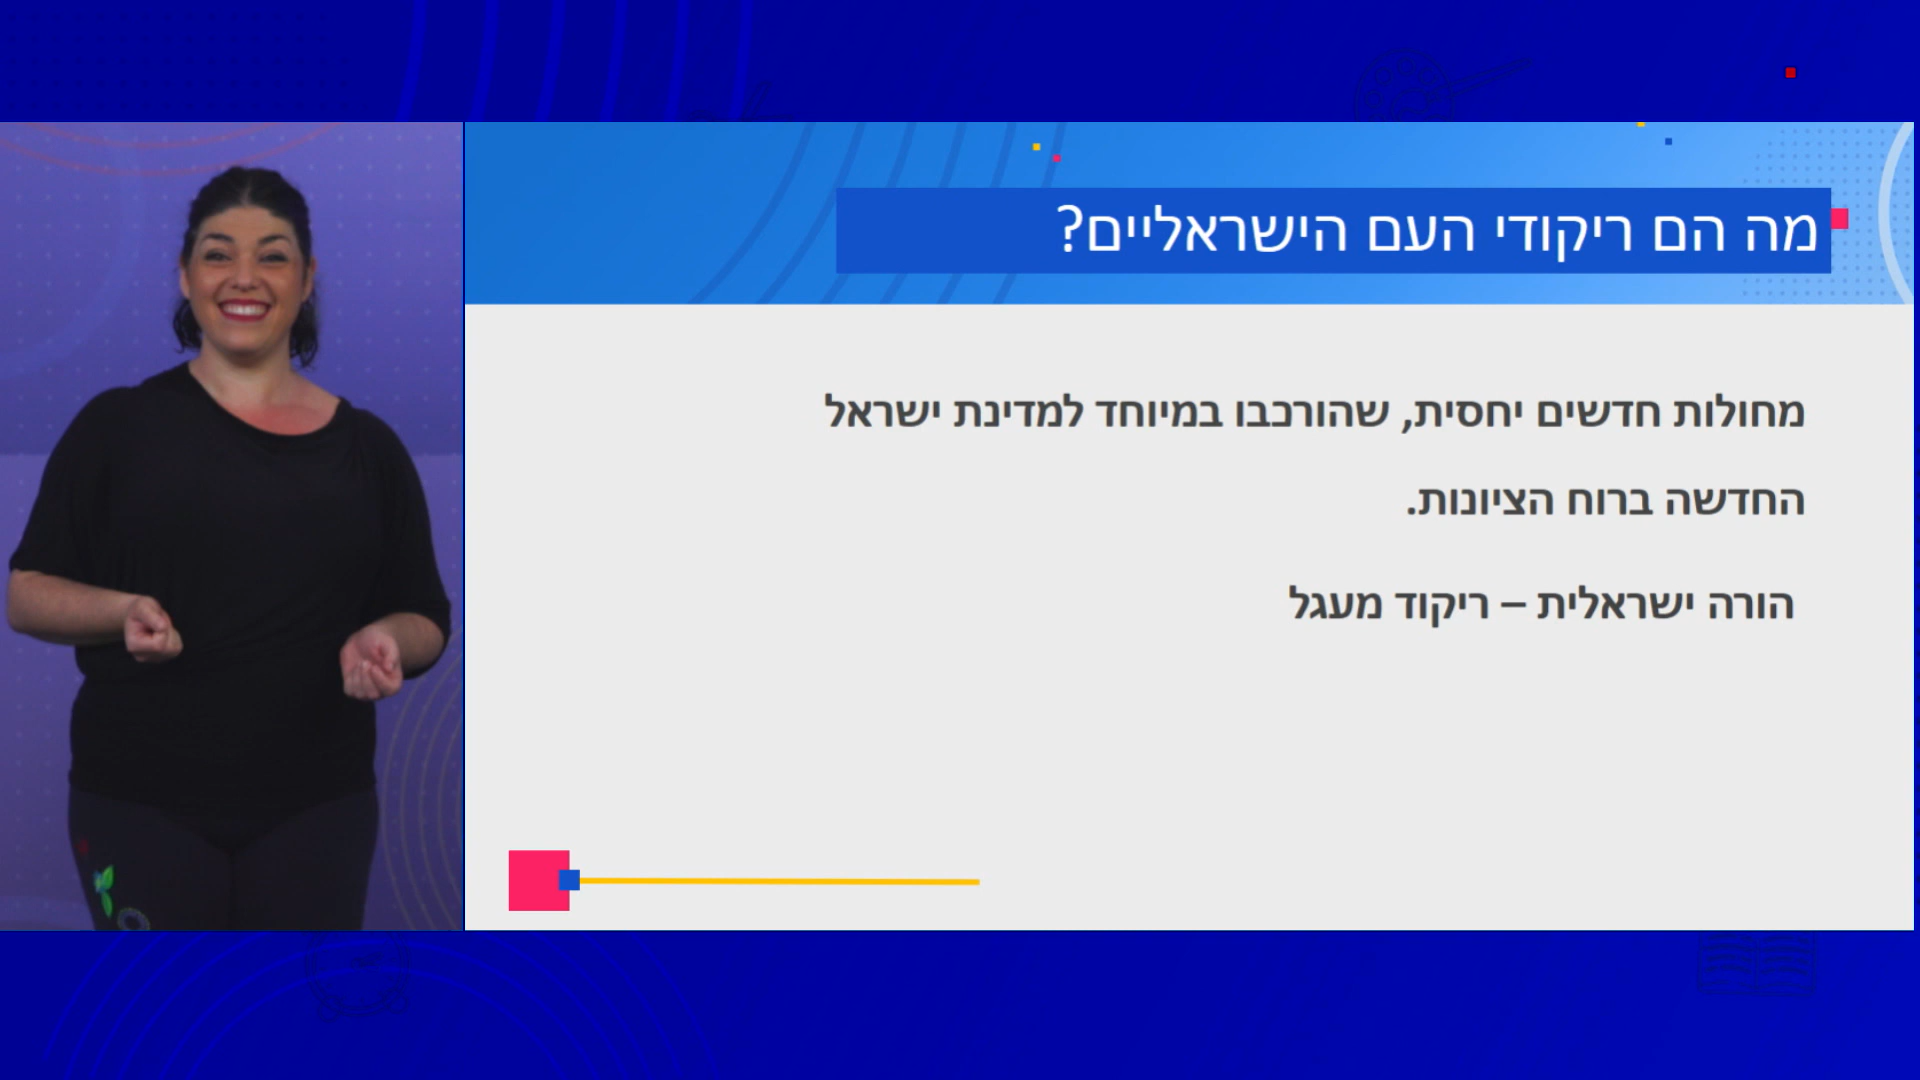 מה הם ריקודי העם הישראליים?
מחולות חדשים יחסית, שהורכבו במיוחד למדינת ישראל
החדשה ברוח הציונות.
הורה ישראלית – ריקוד מעגל